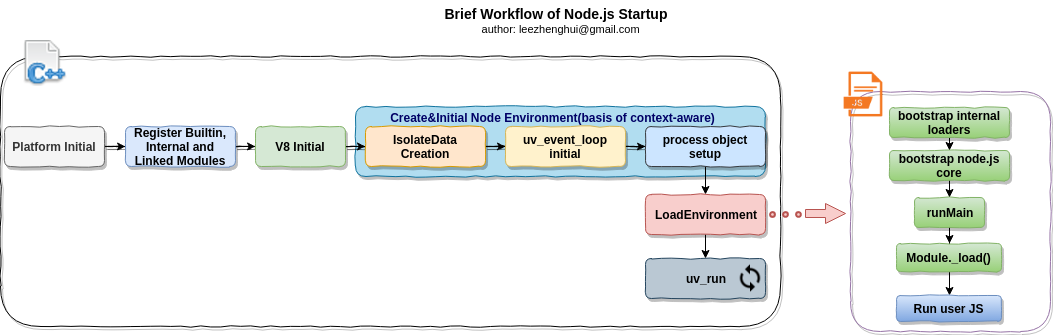 Brief Workflow of Node.js Startup
author: leezhenghui@gmail.com
C++
Platform Initial
Register Builtin,
Internal and
Linked Modules
V8 Initial
Create&Initial Node Environment(basis of context-aware)
IsolateData
Creation
uv_event_loop
initial
process object
setup
LoadEnvironment
uv_run
JS
bootstrap internal
loaders
bootstrap node.js
core
runMain
Module._load()
Run user JS